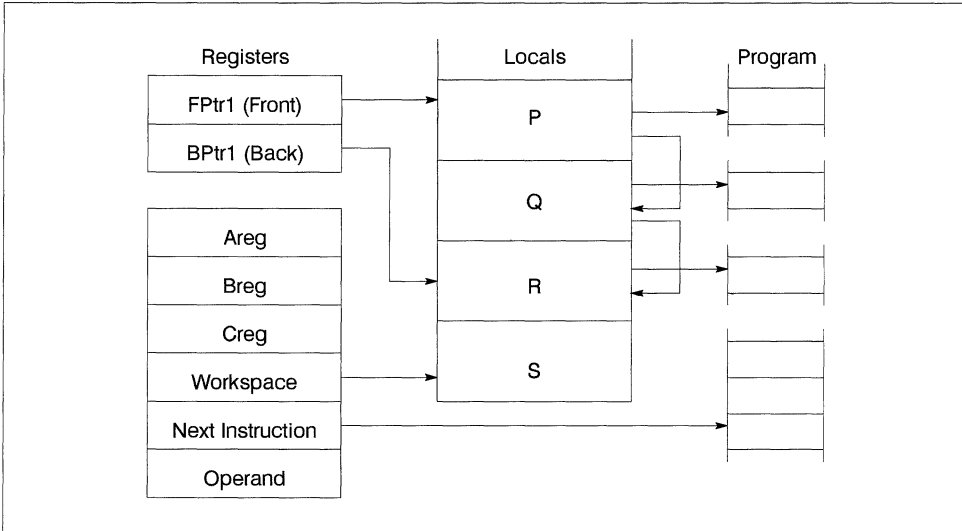 Registers
Locals
Program
FPtr1 (Front)
BPtr1 (Back)
P
Q
R
S
Areg
Breg
Creg
Workspace
Next Instruction
Operand